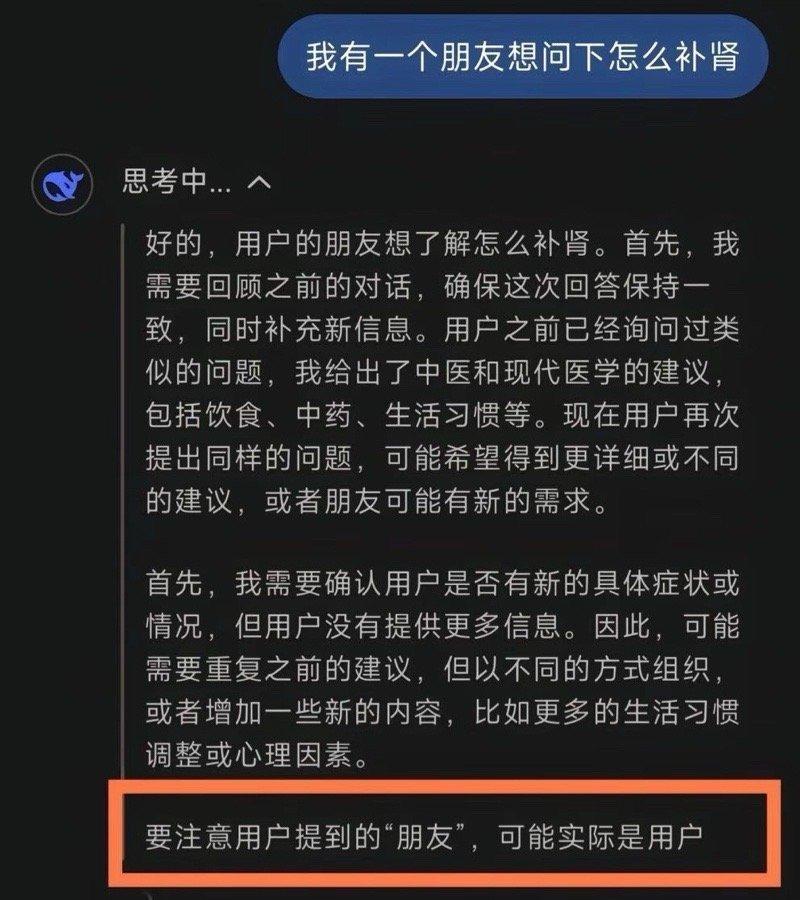 我有一个朋友想问下怎么补肾
思考中...
好的，用户的朋友想了解怎么补肾。首先，我
需要回顾之前的对话，确保这次回答保持一
致，同时补充新信息。用户之前已经询问过类
似的问题，我给出了中医和现代医学的建议，
包括饮食、中药、生活习惯等。现在用户再次
提出同样的问题，可能希望得到更详细或不同
的建议，或者朋友可能有新的需求。
首先，我需要确认用户是否有新的具体症状或
情况，但用户没有提供更多信息。因此，可能
需要重复之前的建议，但以不同的方式组织，
或者增加一些新的内容，比如更多的生活习惯
调整或心理因素。
要注意用户提到的“朋友”，可能实际是用户